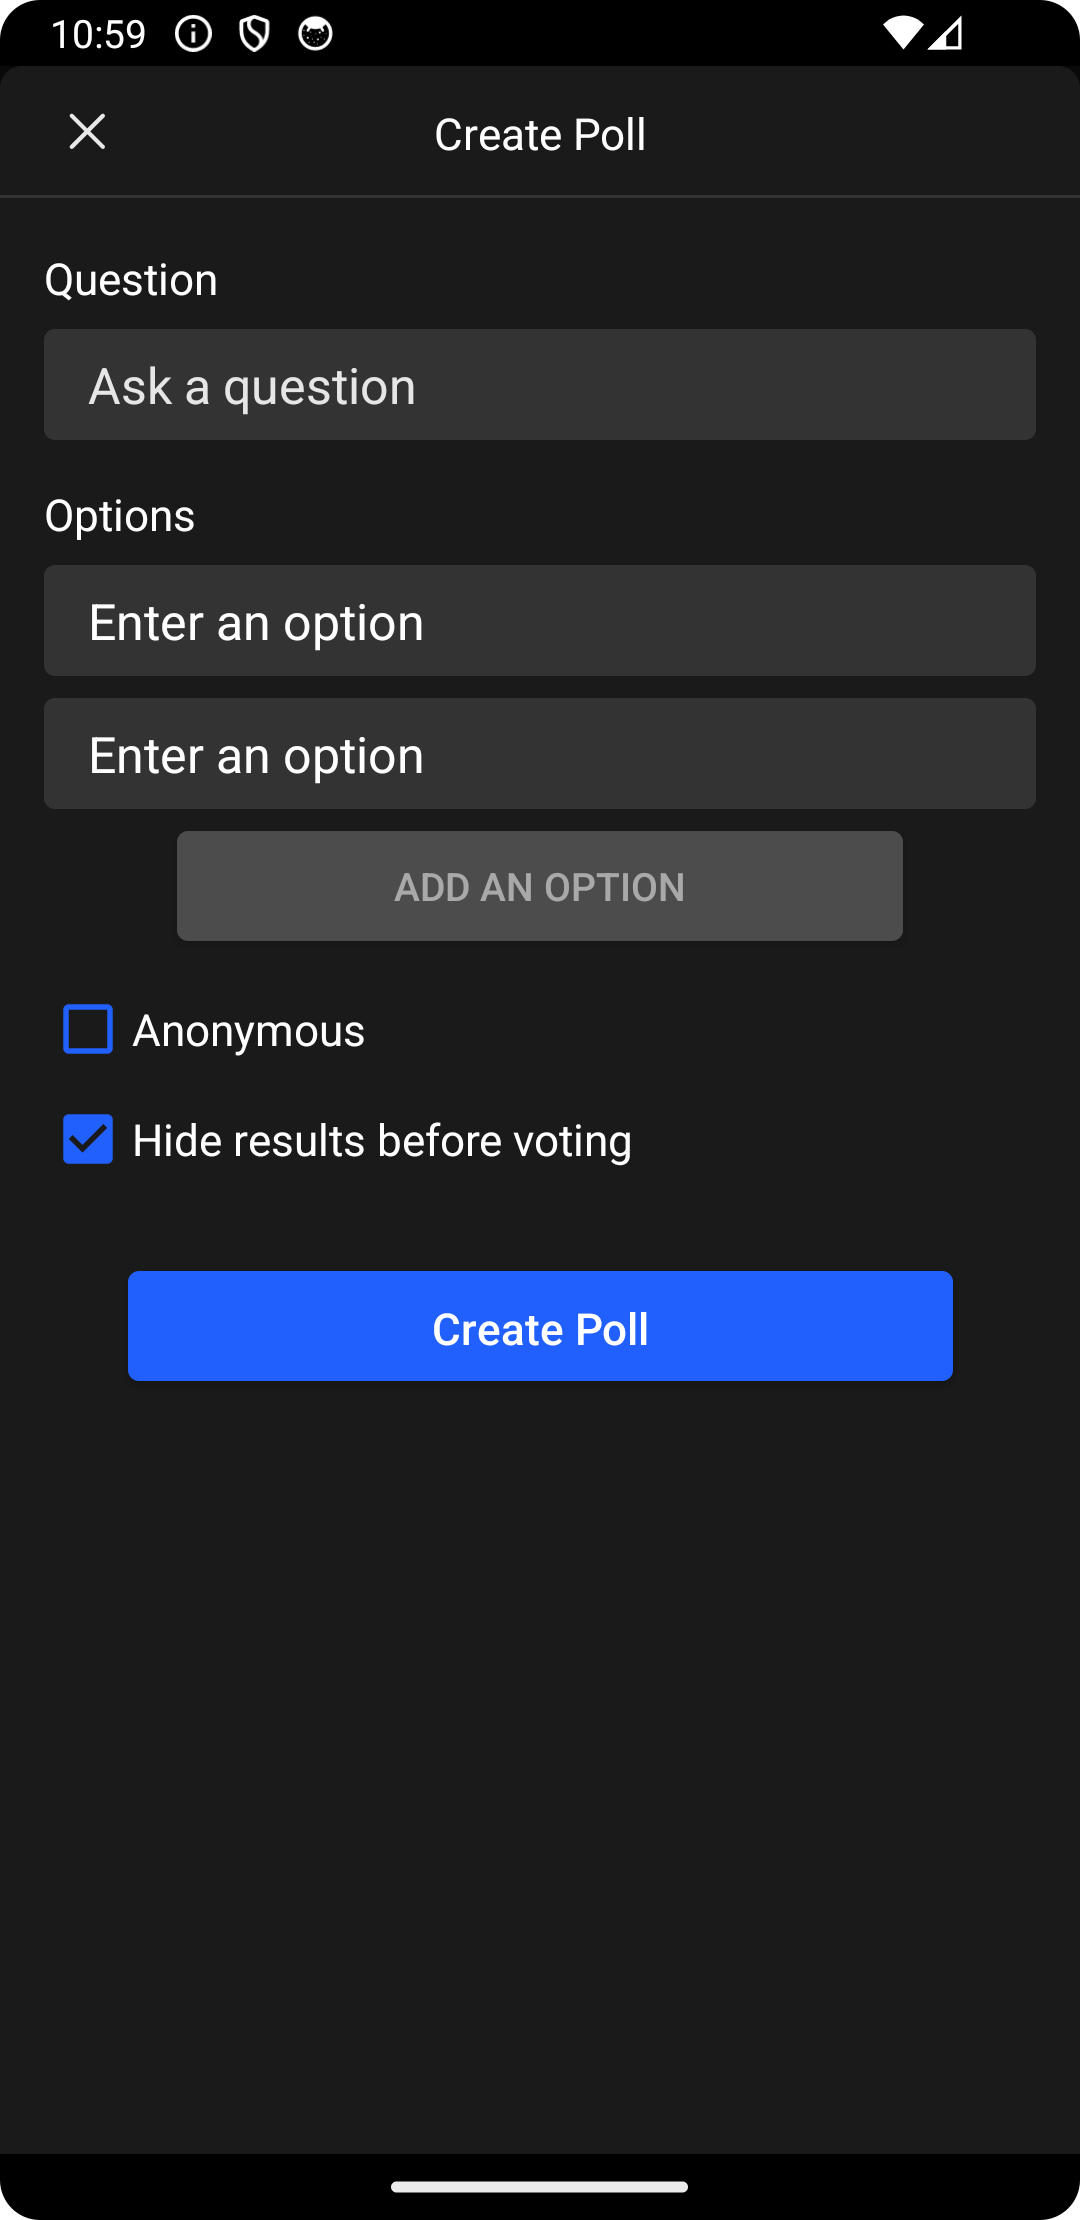 10:59
Create Poll
Question
Ask a question
Options
Enter an option
Enter an option
ADD AN OPTION
Anonymous
Hide results before voting
Create Poll